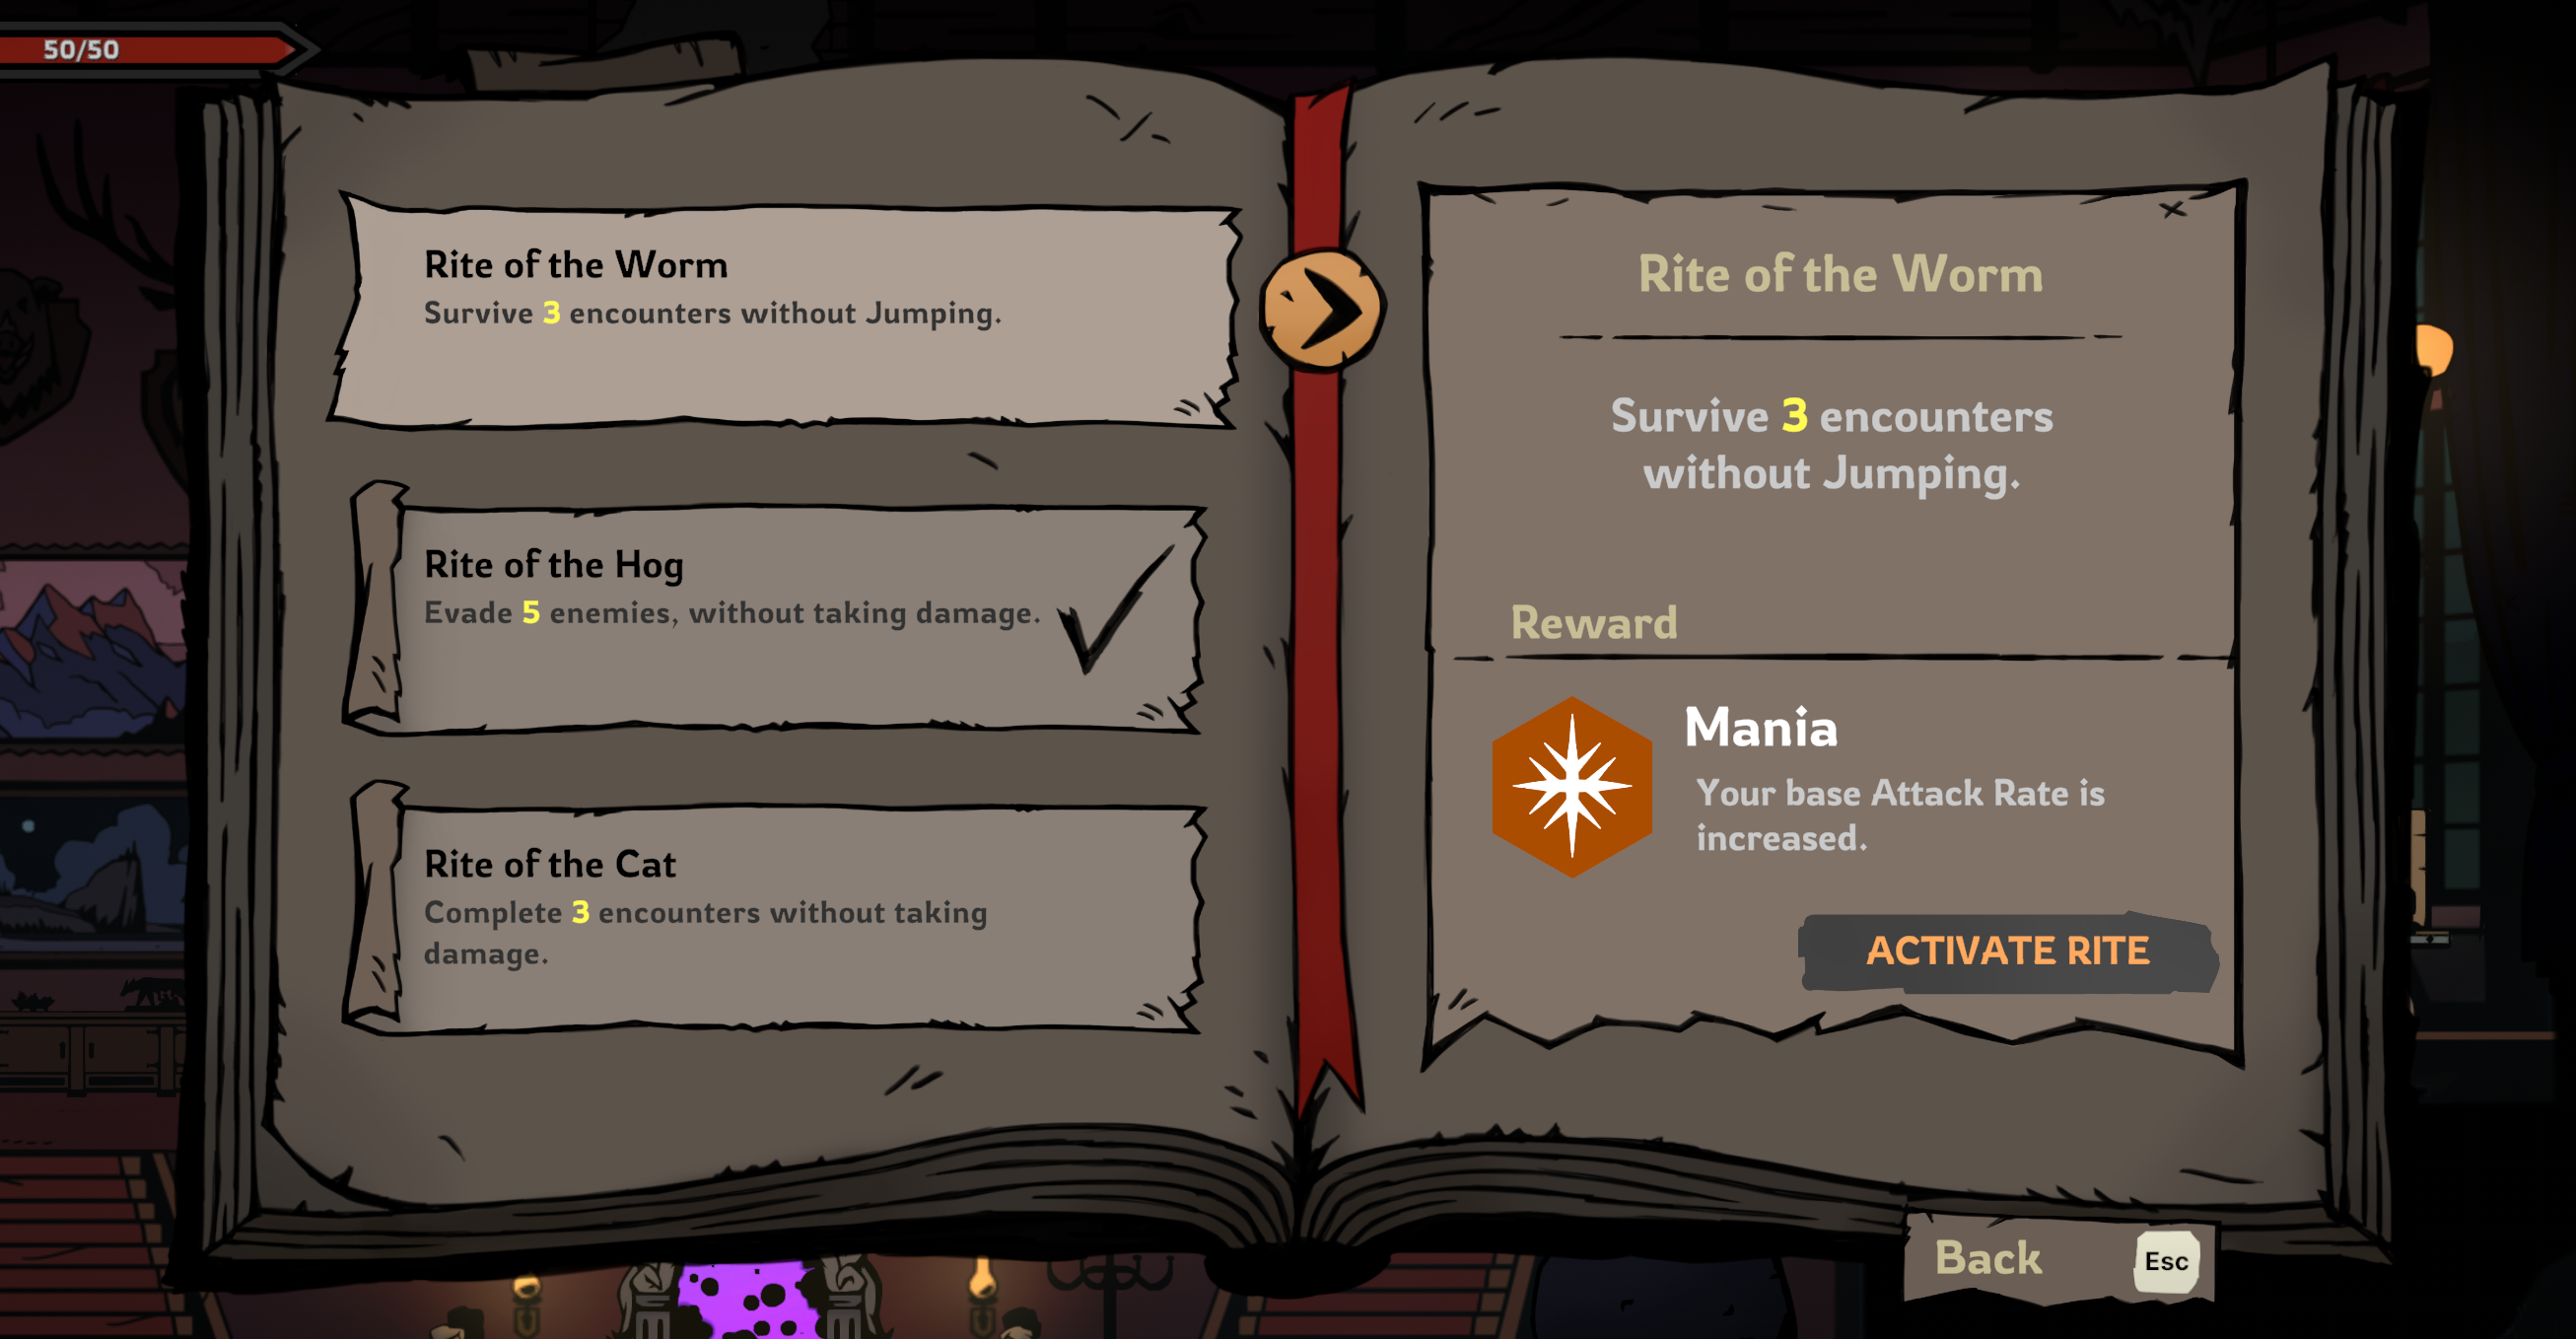 50/50
Rite of the Worm
Survive 3 encounters without Jumping.
Rite of the Hog
Evade 5 enemies, without taking damage.
Rite of the Cat
Complete 3 encounters without taking
damage.
Rite of the Worm
Survive 3 encounters
without Jumping.
Reward
Mania
Your base Attack Rate is
increased.
ACTIVATE RITE
Back
Esc